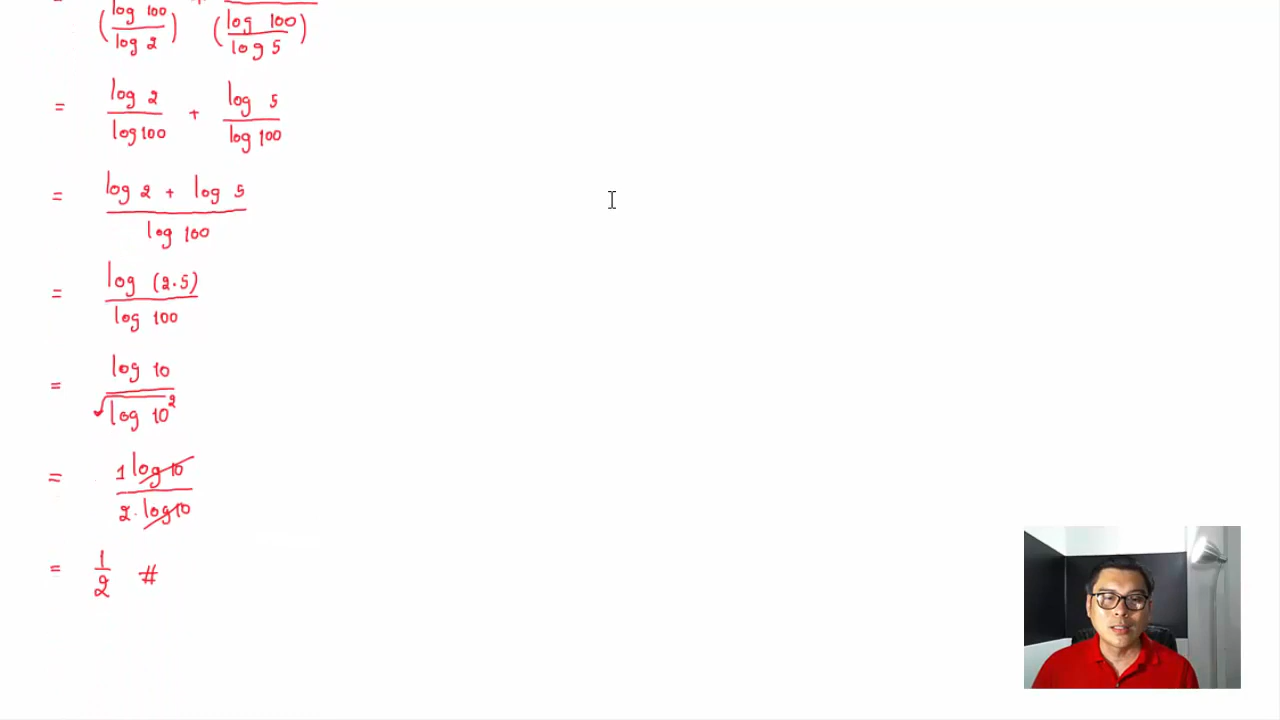 = (log 100 / log 2) + (log 100 / log 5)
= log 2 / log 100 + log 5 / log 100
= log 2 + log 5 / log 100
= log (2·5) / log 100
= log 10 / √log 10²
= 1 log 10 / 2·log 10
= 1/2 #